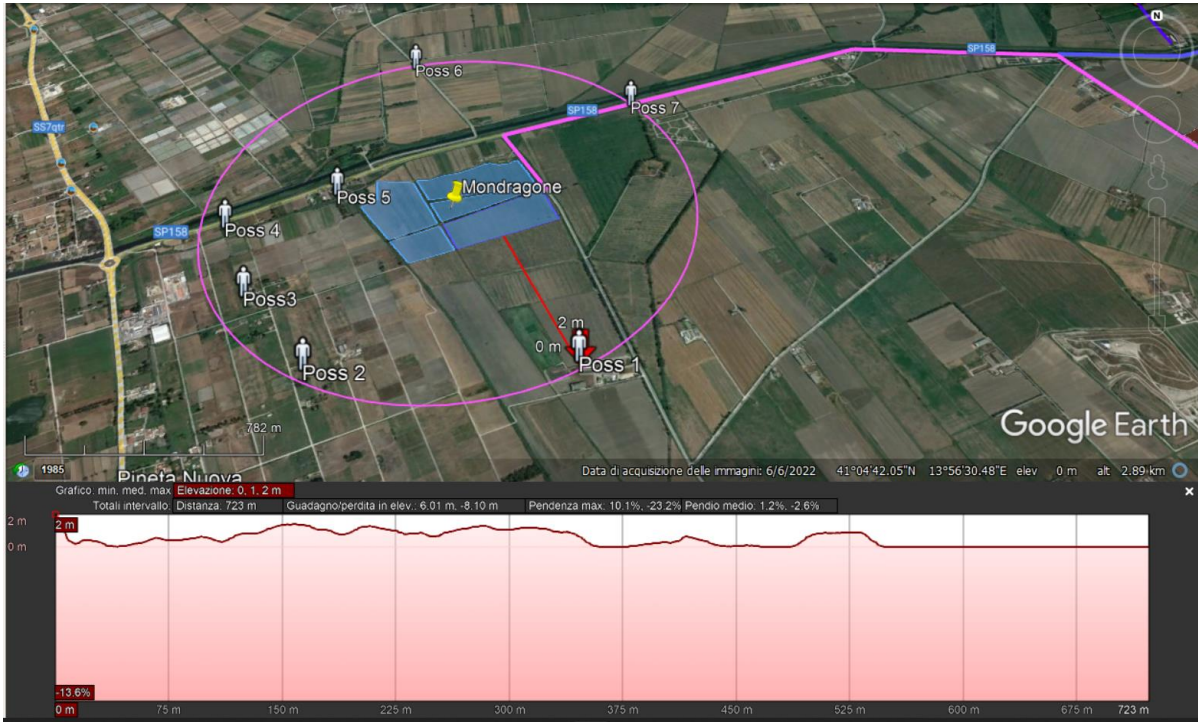 N
SP158
Poss 6
Poss 7
SP158
SS7qtr
Mondragone
Poss 5
Poss 4
SP158
Poss3
2 m
0 m
Poss 1
Poss 2
782 m
Google Earth
1985
Pineta Nuova
Data di acquisizione delle immagini: 6/6/2022 41°04'42.05"N 13°56'30.48"E elev 0 m alt 2.89 km
Grafico: min. med. max Elevazione: 0, 1, 2 m
Totali intervallo: Distanza: 723 m Guadagno/perdita in elev.: 6.01 m, -8.10 m Pendenza max: 10.1%, -23.2% Pendio medio: 1.2%, -2.6%
2 m 2 m
0 m
-13.6%
0 m 75 m 150 m 225 m 300 m 375 m 450 m 525 m 600 m 675 m 723 m